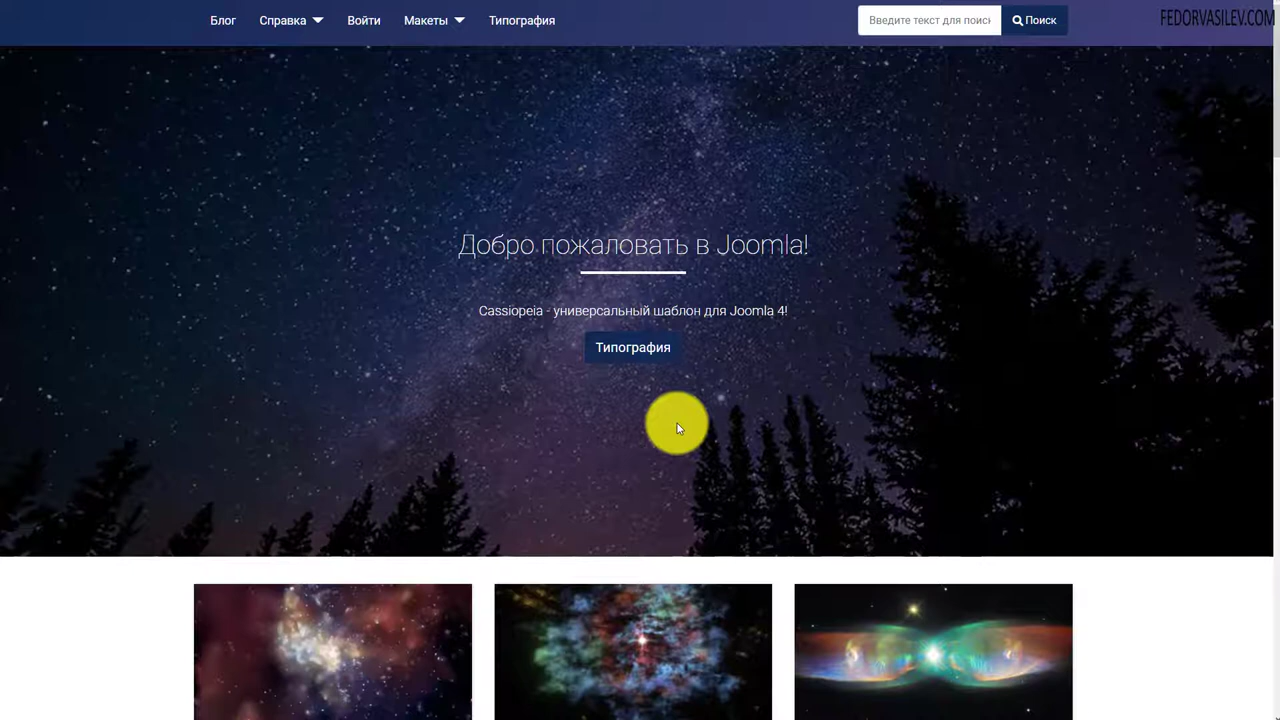 Блог Справка Войти Макеты Типография Введите текст для поиск Поиск FEDORVASILEV.COM
Добро пожаловать в Joomla!
Cassiopeia - универсальный шаблон для Joomla 4!
Типография